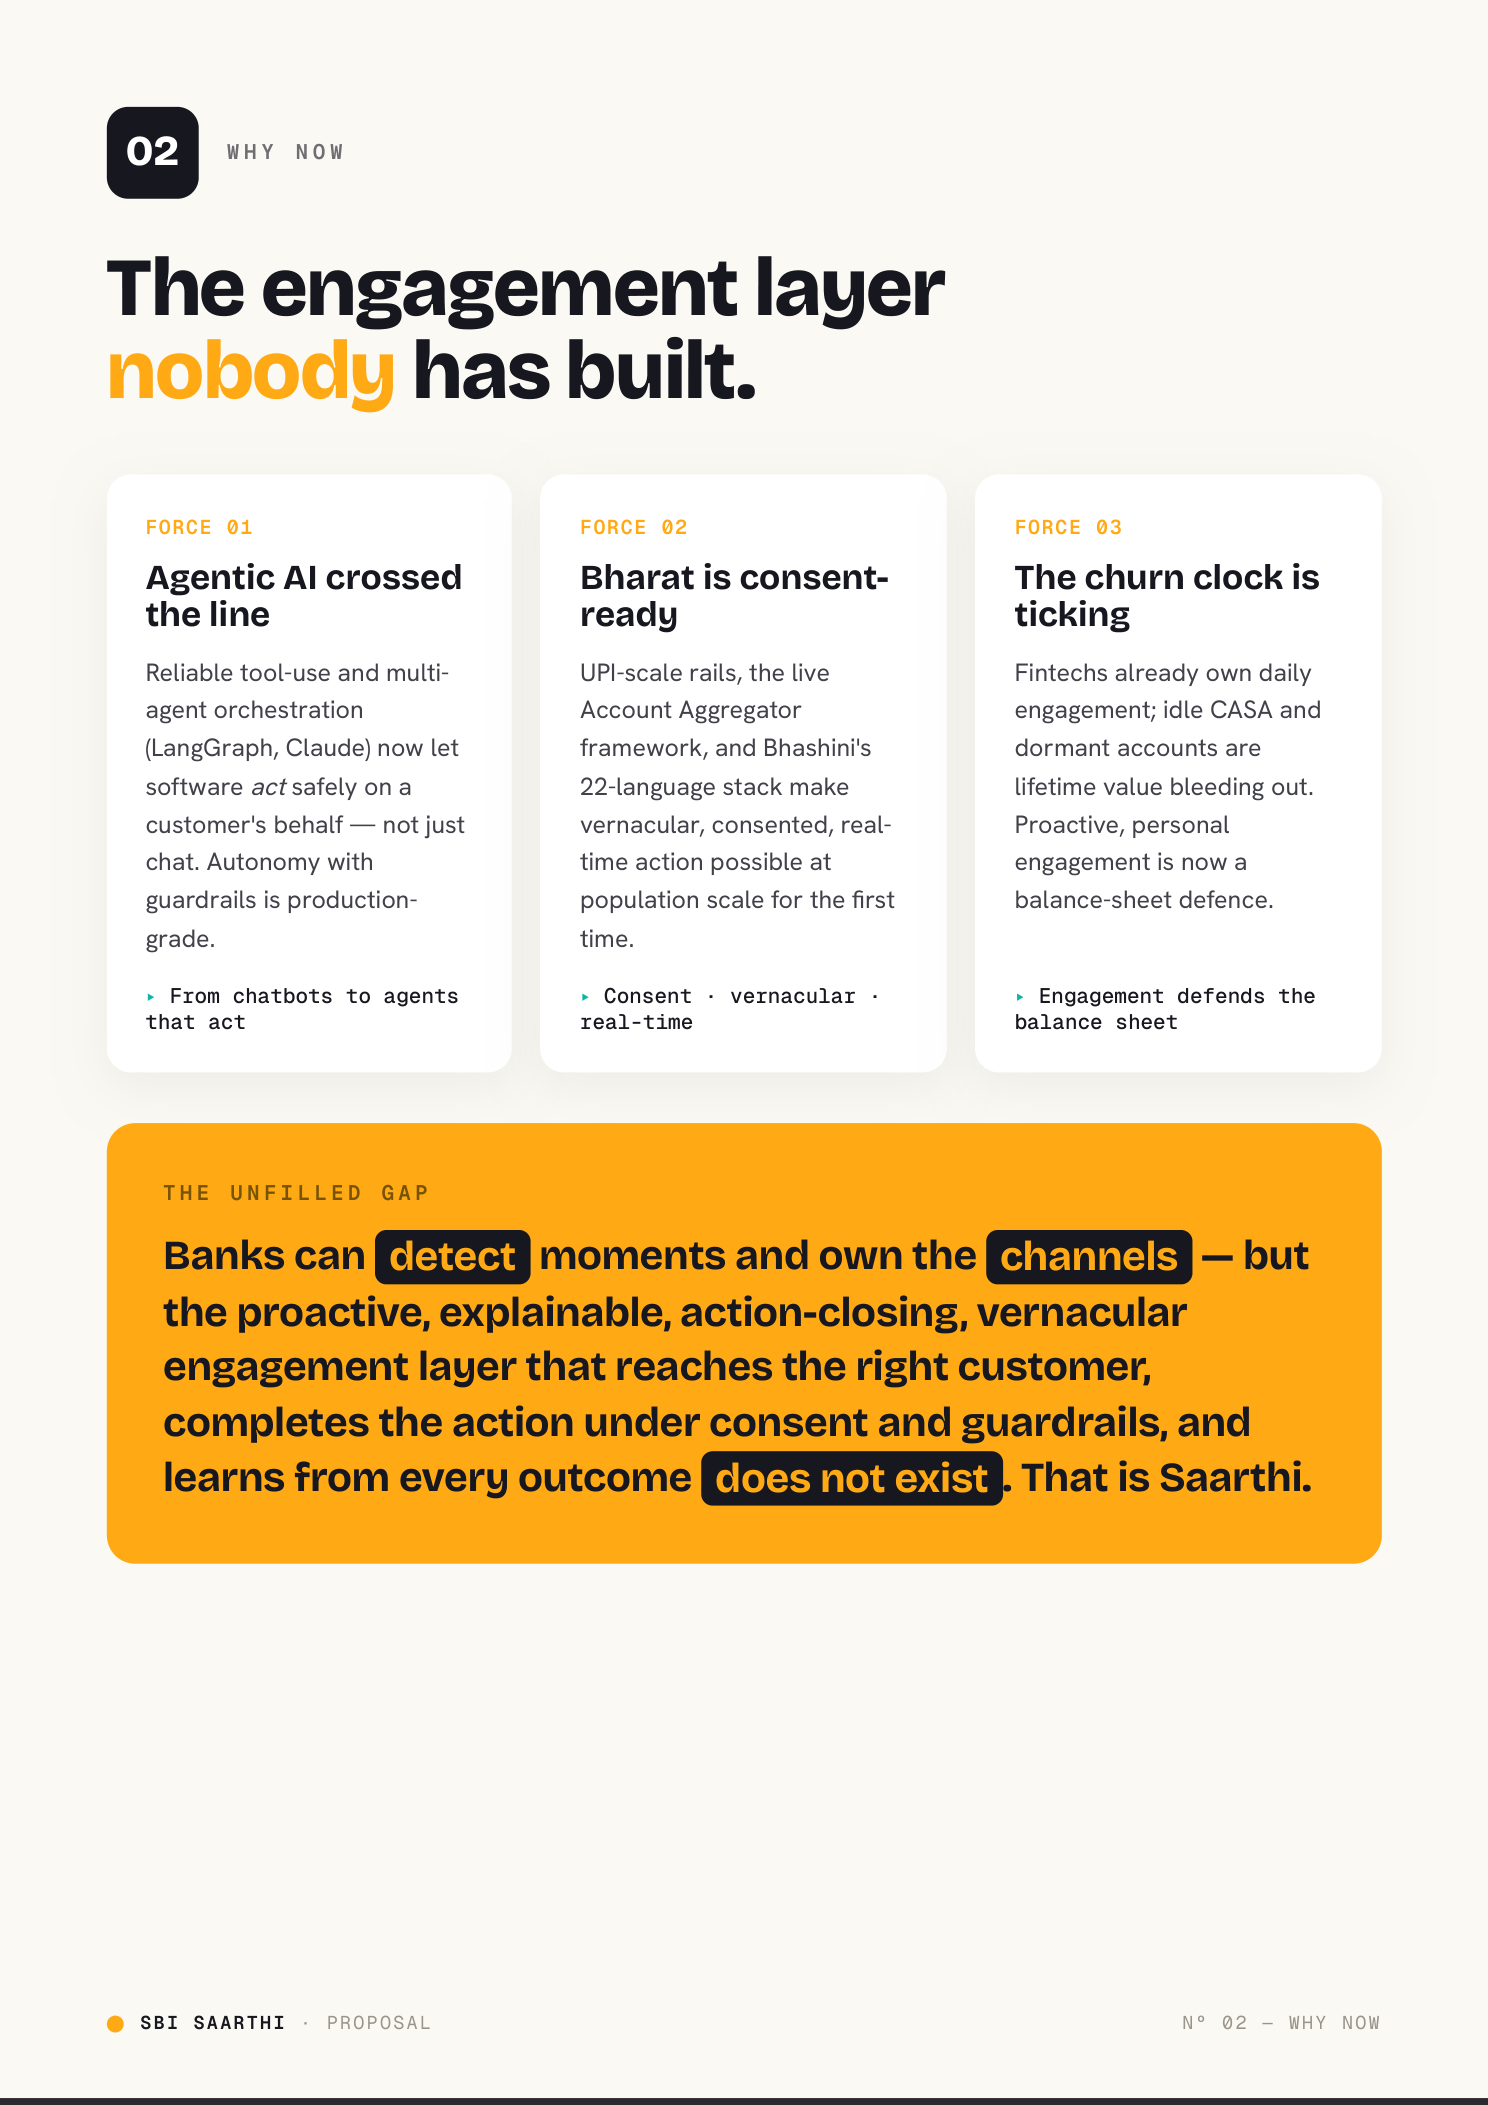 02
WHY NOW
The engagement layer
nobody has built.
FORCE 01
Agentic AI crossed
the line
Reliable tool-use and multi-
agent orchestration
(LangGraph, Claude) now let
software act safely on a
customer's behalf — not just
chat. Autonomy with
guardrails is production-
grade.
▸ From chatbots to agents
that act
FORCE 02
Bharat is consent-
ready
UPI-scale rails, the live
Account Aggregator
framework, and Bhashini's
22-language stack make
vernacular, consented, real-
time action possible at
population scale for the first
time.
▸ Consent · vernacular ·
real-time
FORCE 03
The churn clock is
ticking
Fintechs already own daily
engagement; idle CASA and
dormant accounts are
lifetime value bleeding out.
Proactive, personal
engagement is now a
balance-sheet defence.
▸ Engagement defends the
balance sheet
THE UNFILLED GAP
Banks can detect moments and own the channels — but
the proactive, explainable, action-closing, vernacular
engagement layer that reaches the right customer,
completes the action under consent and guardrails, and
learns from every outcome does not exist. That is Saarthi.
SBI SAARTHI · PROPOSAL
Nº 02 — WHY NOW